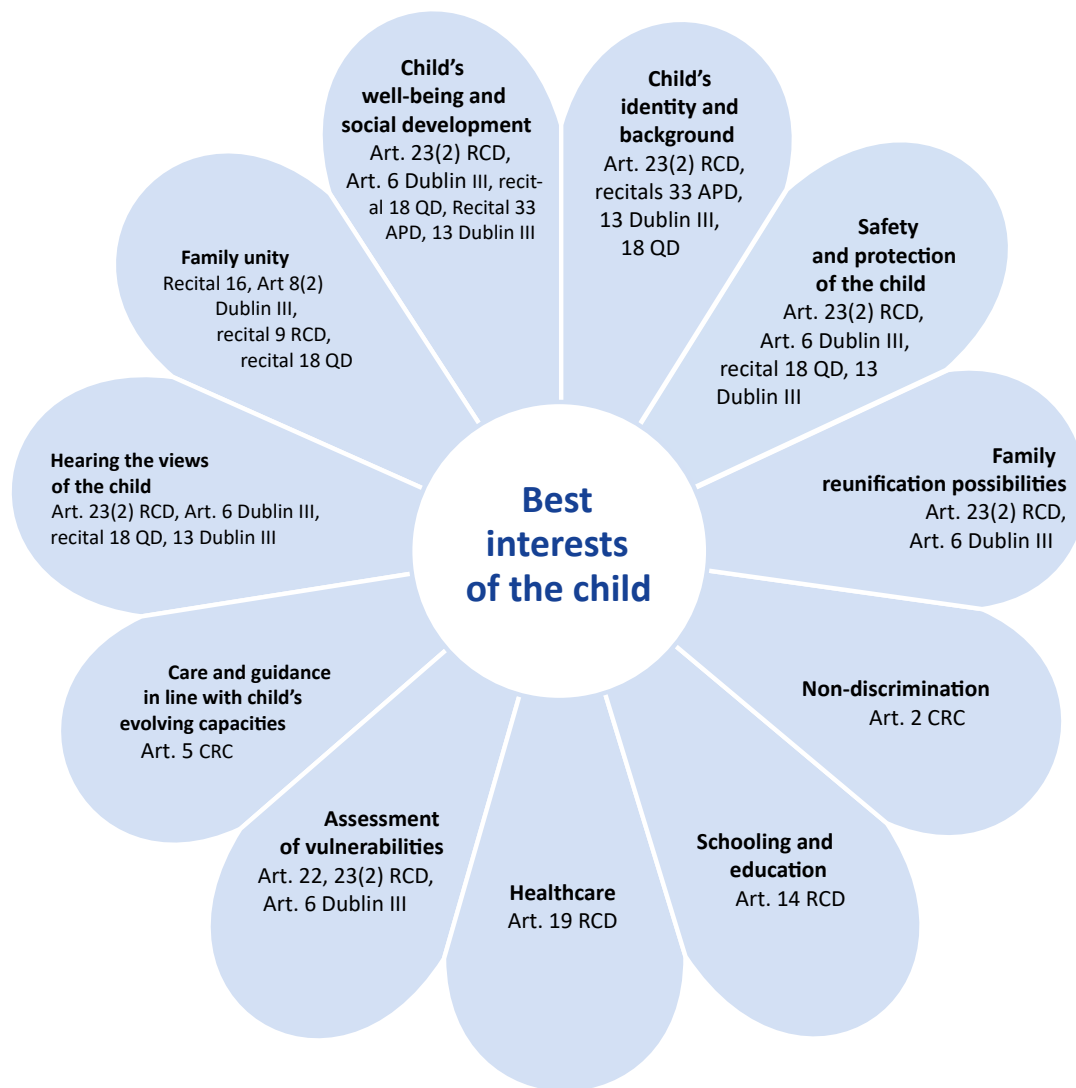 Child's
well-being and
social development
Art. 23(2) RCD,
Art. 6 Dublin III, recit-
al 18 QD, Recital 33
APD, 13 Dublin III
Child's
identity and
background
Art. 23(2) RCD,
recitals 33 APD,
13 Dublin III,
18 QD
Safety
and protection
of the child
Art. 23(2) RCD,
Art. 6 Dublin III,
recital 18 QD, 13
Dublin III
Family
reunification possibilities
Art. 23(2) RCD,
Art. 6 Dublin III
Non-discrimination
Art. 2 CRC
Schooling and
education
Art. 14 RCD
Healthcare
Art. 19 RCD
Assessment
of vulnerabilities
Art. 22, 23(2) RCD,
Art. 6 Dublin III
Care and guidance
in line with child's
evolving capacities
Art. 5 CRC
Hearing the views
of the child
Art. 23(2) RCD, Art. 6 Dublin III,
recital 18 QD, 13 Dublin III
Family unity
Recital 16, Art 8(2)
Dublin III,
recital 9 RCD,
recital 18 QD
Best
interests
of the child